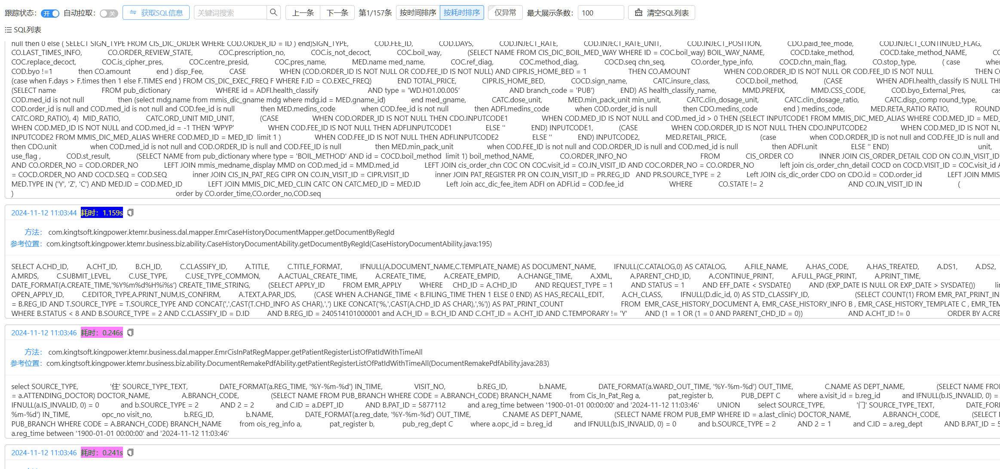 跟踪状态： 开 自动拉取： 关 获取SQL信息 关键词搜索 上一条 下一条 第1/157条 按时间排序 按耗时排序 仅异常 最大展示条数： 100 清空SQL列表
SQL列表
null then 0 else ( SELECT SIGN_TYPE FROM CIS_DIC_ORDER WHERE COD.ORDER_ID = ID ) end)SIGN_TYPE, COD.FEE_ID, COD.DAYS, COD.INJECT_RATE, COD.INJECT_RATE_UNIT, COD.INJECT_POSITION, CDO.paid_fee_mode, COD.INJECT_CONTINUED_FLAG,
CO.LAST_TIMES_INFO, CO.ORDER_REVIEW_STATE, COC.prescription_no, COC.is_not_decoct, COC.boil_way, (SELECT NAME FROM CIS_DIC_BOIL_MED_WAY WHERE ID = COC.boil_way) BOIL_WAY_NAME, COCD.take_method, COCD.take_method_NAME,
COC.replace_decoct, COC.is_cipher_pres, COC.centre_presid, COC.pres_name, MED.name med_name, COC.ref_diag, COC.method_diag, COCD.seq chn_seq, CO.order_type_info, COCD.chn_main_flag, CO.stop_type, ( case
COD.byo !=1 then CO.amount end ) disp_Fee, CASE WHEN (COD.ORDER_ID IS NOT NULL OR COD.FEE_ID IS NOT NULL) AND CIPR.IS_HOME_BED = 1 THEN CO.AMOUNT WHEN COD.ORDER_ID IS NOT NULL OR COD.FEE_ID IS NOT NULL THEN
(case when F.days > F.times then 1 else F.TIMES end ) FROM CIS_DIC_EXEC_FREQ F WHERE F.ID = CO.EXEC_FREQ) END TOTAL_PRICE, CIPR.IS_HOME_BED, COCD.sign_name, CATC.insure_class, COCD.boil_method, (CASE WHEN ADFI.health_classify IS NULL
(SELECT name FROM pub_dictionary WHERE id = ADFI.health_classify AND type = 'WD.H01.00.005' AND branch_code = 'PUB') END) AS health_classify_name, MMD.PREFIX, MMD.CSS_CODE, COD.byo_External_Pres,
COD.med_id is not null then (select mdg.name from mmis_dic_gname mdg where mdg.id = MED.gname_id) end med_gname, CATC.dose_unit, MED.min_pack_unit min_unit, CATC.clin_dosage_unit, CATC.clin_dosage_ratio, CATC.disp_comp round_type,
COD.order_id is null and COD.med_id is not null and COD.fee_id is null then MED.medins_code when COD.fee_id is not null then ADFI.medins_code when COD.order_id is null then CDO.medins_code end ) medins_code, MED.RETA_RATIO RATIO, ROUND
CATC.ORD_RATIO), 4) MID_RATIO, CATC.ORD_UNIT MID_UNIT, (CASE WHEN COD.ORDER_ID IS NOT NULL THEN CDO.INPUTCODE1 WHEN COD.MED_ID IS NOT NULL and COD.med_id > 0 THEN (SELECT INPUTCODE1 FROM MMIS_DIC_MED_ALIAS WHERE COD.MED_ID = MED_
WHEN COD.MED_ID IS NOT NULL and COD.med_id = -1 THEN 'WPYP' WHEN COD.FEE_ID IS NOT NULL THEN ADFI.INPUTCODE1 ELSE '' END) INPUTCODE1, (CASE WHEN COD.ORDER_ID IS NOT NULL THEN CDO.INPUTCODE2 WHEN COD.MED_ID IS NOT
INPUTCODE2 FROM MMIS_DIC_MED_ALIAS WHERE COD.MED_ID = MED_ID limit 1 ) WHEN COD.FEE_ID IS NOT NULL THEN ADFI.INPUTCODE2 ELSE '' END) INPUTCODE2, MED.RETAIL_PRICE, (case when COD.ORDER_ID is not null and COD.FEE_ID is null and
then CDO.unit when COD.med_id is not null and COD.ORDER_ID is null and COD.FEE_ID is null then MED.min_pack_unit when COD.FEE_ID is not null and COD.ORDER_ID is null and COD.med_id is null then ADFI.unit ELSE '' END) unit,
use_flag , COD.st_result, (SELECT NAME from pub_dictionary where type = 'BOIL_METHOD' AND id = COCD.boil_method limit 1) boil_method_NAME, CO.ORDER_INFO_NO FROM CIS_ORDER CO INNER JOIN CIS_ORDER_DETAIL COD ON CO.IN_VISIT_ID
AND CO.ORDER_NO = COD.ORDER_NO LEFT JOIN mmis_medname_display MMD on COD.med_id = MMD.med_id LEFT JOIN cis_order_chn COC ON COC.visit_id = CO.IN_VISIT_ID AND COC.ORDER_NO = CO.ORDER_NO left join cis_order_chn_detail COCD on COCD.VISIT_ID = COC.visit_id
= COCD.ORDER_NO AND COCD.SEQ = COD.SEQ inner JOIN CIS_IN_PAT_REG CIPR ON CO.IN_VISIT_ID = CIPR.VISIT_ID inner JOIN PAT_REGISTER PR ON CO.IN_VISIT_ID = PR.REG_ID AND PR.SOURCE_TYPE = 2 Left JOIN cis_dic_order CDO on CDO.id = COD.order_id LEFT JOIN
MED.TYPE IN ('Y', 'Z', 'C') AND MED.ID = COD.MED_ID LEFT JOIN MMIS_DIC_MED_CLIN CATC ON CATC.MED_ID = MED.ID Left Join acc_dic_fee_item ADFI on ADFI.id = COD.fee_id WHERE CO.STATE != 2 AND CO.IN_VISIT_ID IN (
) order by CO.order_time,CO.order_no,COD.seq
2024-11-12 11:03:44 耗时：1.159s
方法： com.kingtsoft.kingpower.ktemr.business.dal.mapper.EmrCaseHistoryDocumentMapper.getDocumentByRegId
参考位置： com.kingtsoft.kingpower.ktemr.business.biz.ability.CaseHistoryDocumentAbility.getDocumentByRegId(CaseHistoryDocumentAbility.java:195)
SELECT A.CHD_ID, A.CHT_ID, B.CH_ID, C.CLASSIFY_ID, A.TITLE, C.TITLE_FORMAT, IFNULL(A.DOCUMENT_NAME,C.TEMPLATE_NAME) AS DOCUMENT_NAME, IFNULL(C.CATALOG,0) AS CATALOG, A.FILE_NAME, A.HAS_CODE, A.HAS_TREATED, A.DS1, A.DS2,
A.MRDS, C.SUBMIT_LEVEL, C.USE_TYPE, C.USE_TYPE_COMMON, A.ACTUAL_CREATE_TIME, A.CREATE_TIME, A.CREATE_EMPID, A.CHANGE_TIME, A.XML, A.PARENT_CHD_ID, A.CONTINUE_PRINT, A.FULL_PAGE_PRINT, A.PRINT_TIME,
DATE_FORMAT(A.CREATE_TIME,'%Y%m%d%H%i%s') CREATE_TIME_STRING, (SELECT APPLY_ID FROM EMR_APPLY WHERE CHD_ID = A.CHD_ID AND REQUEST_TYPE = 1 AND STATUS = 1 AND EFF_DATE < SYSDATE() AND (EXP_DATE IS NULL OR EXP_DATE > SYSDATE())
OPEN_APPLY_ID, C.EDITOR_TYPE,A.PRINT_NUM,IS_CONFIRM, A.TEXT,A.PAR_IDS, (CASE WHEN A.CHANGE_TIME < B.FILING_TIME THEN 1 ELSE 0 END) AS HAS_RECALL_EDIT, A.CH_CLASS, IFNULL(D.dic_id, 0) AS STD_CLASSIFY_ID, (SELECT COUNT(1) FROM EMR_PAT_PRINT_IN
= B.REG_ID AND T.SOURCE_TYPE = T.SOURCE_TYPE AND CONCAT(',',CAST(T.CHD_INFO AS CHAR),',') LIKE CONCAT('%,',CAST(A.CHD_ID AS CHAR),',%')) AS PAT_PRINT_COUNT FROM EMR_CASE_HISTORY_DOCUMENT A, EMR_CASE_HISTORY_INFO B , EMR_CASE_HISTORY_TEMPLATE C ,
WHERE B.STATUS < 8 AND B.SOURCE_TYPE = 2 AND C.CLASSIFY_ID = D.ID AND B.REG_ID = 240514101000001 and A.CH_ID = B.CH_ID AND C.CHT_ID = A.CHT_ID AND C.TEMPORARY != 'Y' AND (1 = 1 OR (1 = 0 AND PARENT_CHD_ID = 0)) AND A.CHT_ID != 0 ORDER BY A.CRE
2024-11-12 11:03:46 耗时：0.246s
方法： com.kingtsoft.kingpower.ktemr.business.dal.mapper.EmrCisInPatRegMapper.getPatientRegisterListOfPatIdWithTimeAll
参考位置： com.kingtsoft.kingpower.ktemr.business.biz.ability.DocumentRemakePdfAbility.getPatientRegisterListOfPatIdWithTimeAll(DocumentRemakePdfAbility.java:283)
select SOURCE_TYPE, '住' SOURCE_TYPE_TEXT, DATE_FORMAT(a.REG_TIME, '%Y-%m-%d') IN_TIME, VISIT_NO, b.REG_ID, b.NAME, DATE_FORMAT(a.WARD_OUT_TIME, '%Y-%m-%d') OUT_TIME, C.NAME AS DEPT_NAME, (SELECT NAME
= a.ATTENDING_DOCTOR) DOCTOR_NAME, A.BRANCH_CODE, (SELECT NAME FROM PUB_BRANCH WHERE CODE = A.BRANCH_CODE) BRANCH_NAME from Cis_In_Pat_Reg a, pat_register b, PUB_DEPT C where a.visit_id = b.reg_id and IFNULL(b.IS_INVALID, 0) =
IFNULL(a.IS_INVALID, 0) = 0 and b.SOURCE_TYPE = 2 AND 2 = 2 and C.ID = a.DEPT_ID AND B.PAT_ID = 5877112 and a.reg_time between '1900-01-01 00:00:00' and '2024-11-12 11:03:46' UNION select SOURCE_TYPE, '门' SOURCE_TYPE_TEXT,
%m-%d') IN_TIME, opc_no visit_no, b.REG_ID, b.NAME, DATE_FORMAT(a.reg_date, '%Y-%m-%d') OUT_TIME, C.NAME AS DEPT_NAME, (SELECT NAME FROM PUB_EMP WHERE ID = a.last_clinic) DOCTOR_NAME, A.BRANCH_CODE, (SELECT
PUB_BRANCH WHERE CODE = A.BRANCH_CODE) BRANCH_NAME from ois_reg_info a, pat_register b, pub_reg_dept C where a.opc_id = b.reg_id and IFNULL(b.IS_INVALID, 0) = 0 and b.SOURCE_TYPE = 2 AND 2 = 1 and C.ID = a.reg_dept AND B.PAT_ID =
a.reg_time between '1900-01-01 00:00:00' and '2024-11-12 11:03:46'
2024-11-12 11:03:46 耗时：0.241s